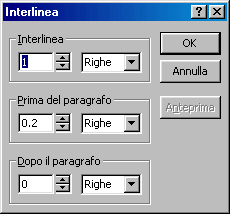 Interlinea
Interlinea
1 Righe
OK
Annulla
Prima del paragrafo
0.2 Righe
Anteprima
Dopo il paragrafo
0 Righe